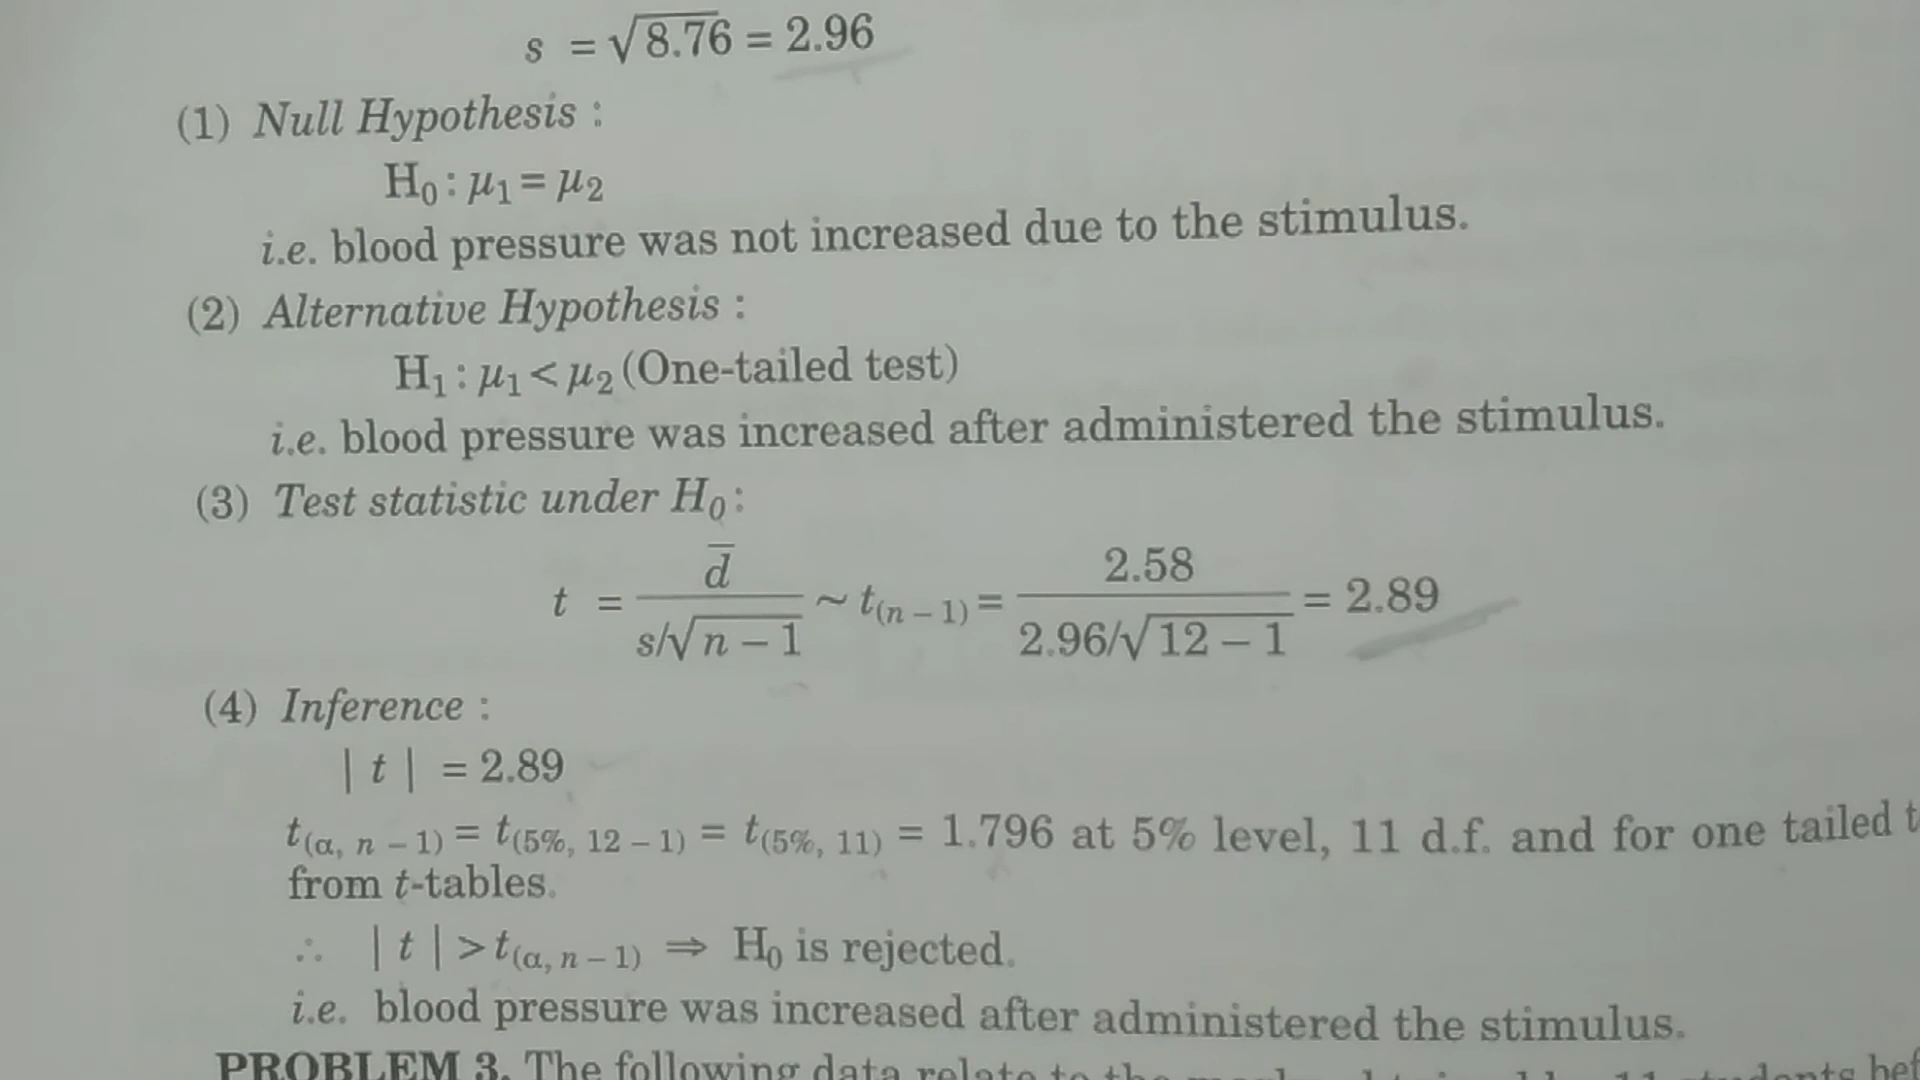 s = √8.76 = 2.96
(1) Null Hypothesis :
H₀ : μ₁ = μ₂
i.e. blood pressure was not increased due to the stimulus.
(2) Alternative Hypothesis :
H₁ : μ₁ < μ₂ (One-tailed test)
i.e. blood pressure was increased after administered the stimulus.
(3) Test statistic under H₀ :
t = d̅ / (s/√(n – 1)) ~ t(n – 1) = 2.58 / (2.96/√(12 – 1)) = 2.89
(4) Inference :
| t | = 2.89
t(α, n – 1) = t(5%, 12 – 1) = t(5%, 11) = 1.796 at 5% level, 11 d.f. and for one tailed
from t-tables.
∴ | t | > t(α, n – 1) ⇒ H₀ is rejected.
i.e. blood pressure was increased after administered the stimulus.
PROBLEM 3. The following data relate to the